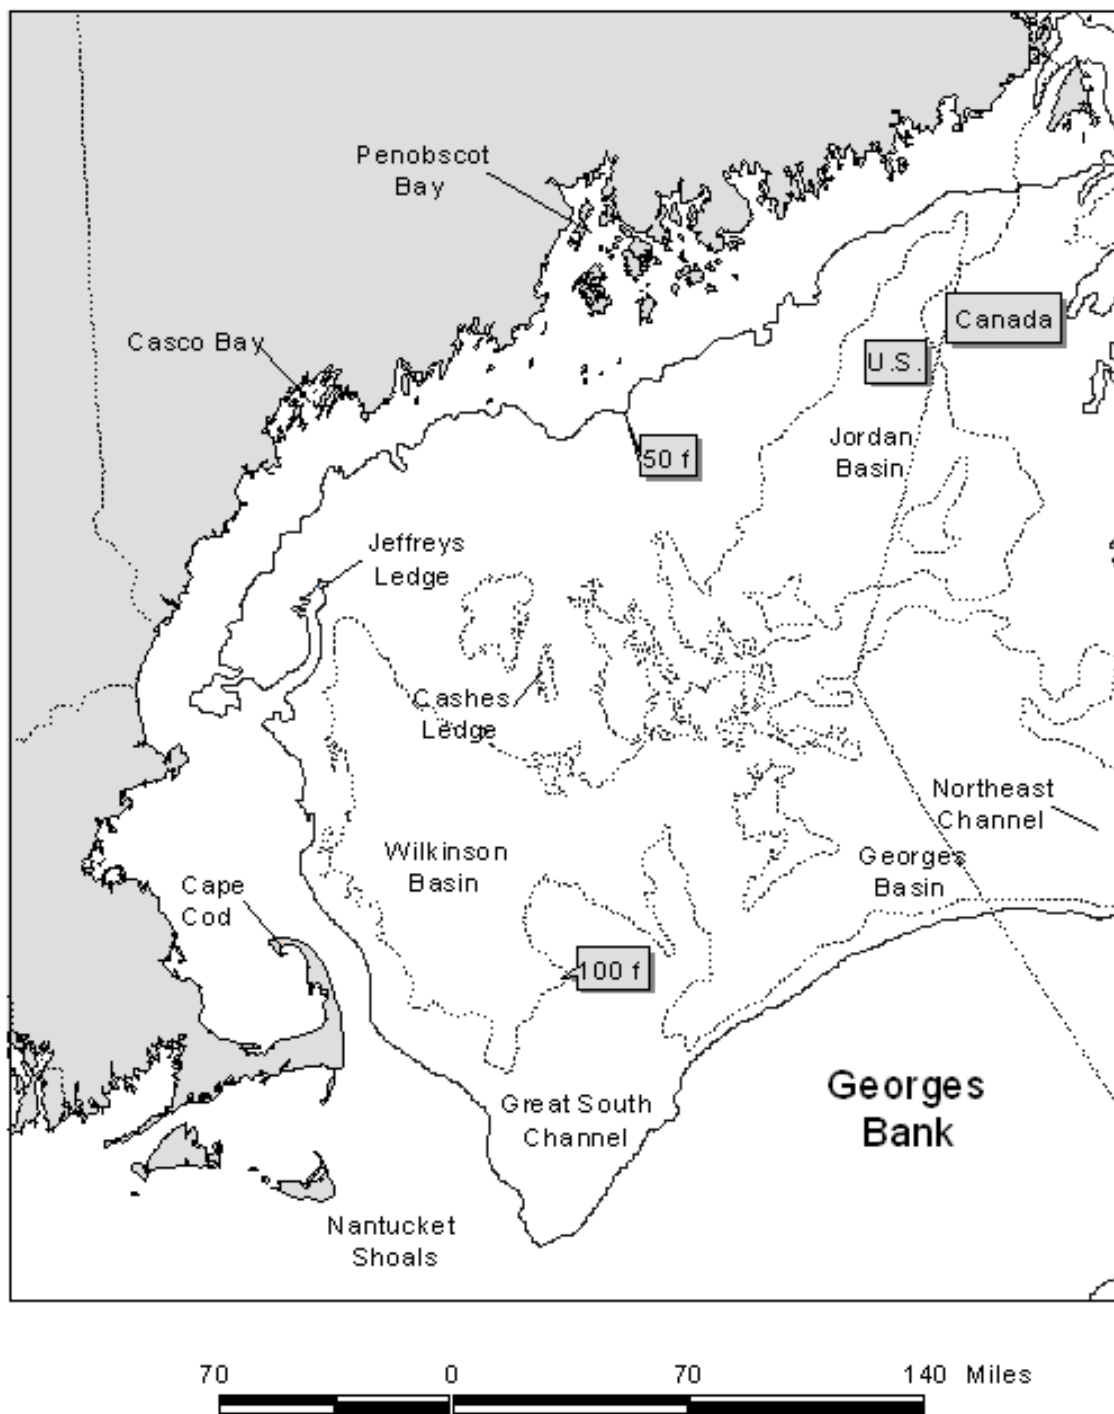 Penobscot
Bay
Casco Bay
Canada
U.S.
Jordan
Basin
50 f
Jeffreys
Ledge
Cashes
Ledge
Northeast
Channel
Wilkinson
Basin
Georges
Basin
Cape
Cod
100 f
Georges
Bank
Great South
Channel
Nantucket
Shoals
70 0 70 140 Miles